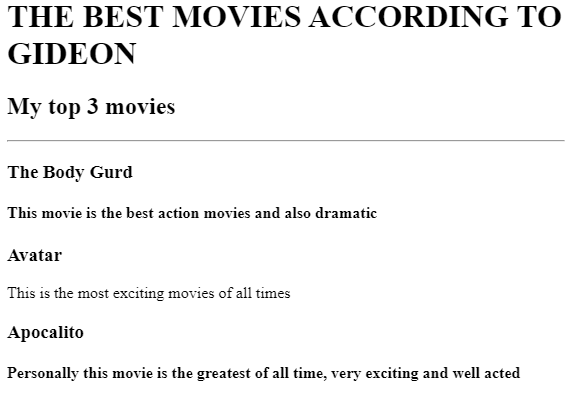 THE BEST MOVIES ACCORDING TO
GIDEON
My top 3 movies
The Body Gurd
This movie is the best action movies and also dramatic
Avatar
This is the most exciting movies of all times
Apocalito
Personally this movie is the greatest of all time, very exciting and well acted